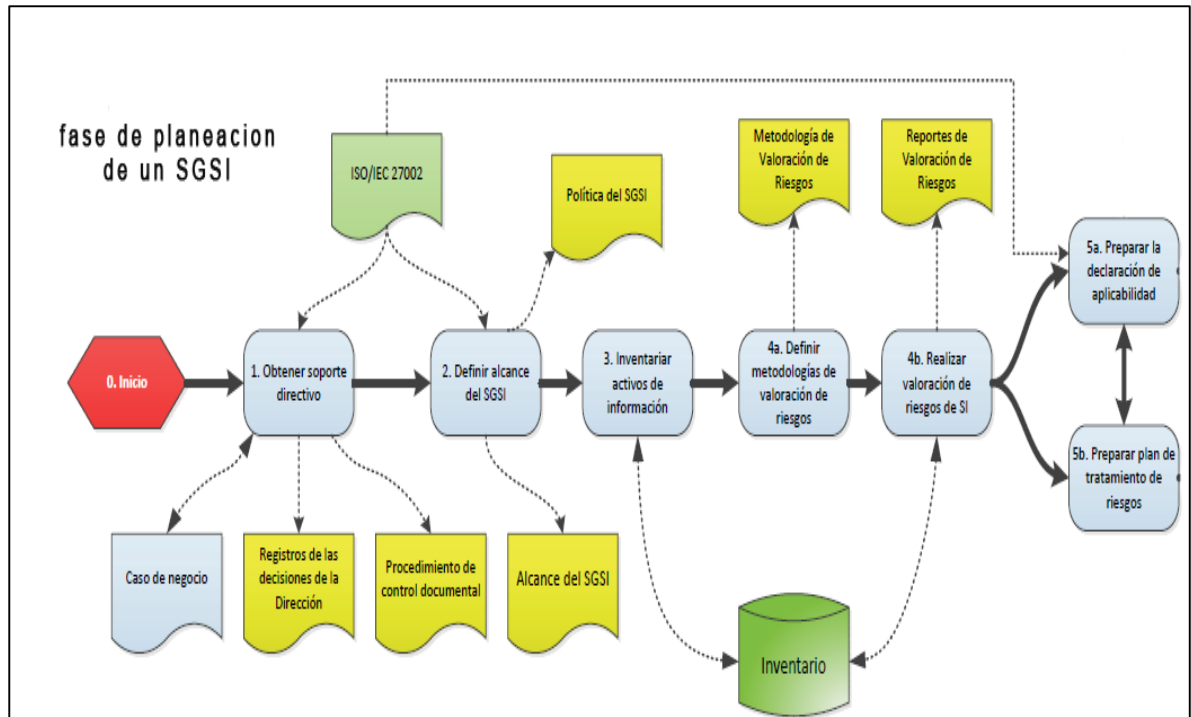 fase de planeacion
de un SGSI
ISO/IEC 27002
Política del SGSI
Metodología de
Valoración de
Riesgos
Reportes de
Valoración de
Riesgos
5a. Preparar la
declaración de
aplicabilidad
0. Inicio
1. Obtener soporte
directivo
2. Definir alcance
del SGSI
3. Inventariar
activos de
información
4a. Definir
metodologías de
valoración de
riesgos
4b. Realizar
valoración de
riesgos de SI
5b. Preparar plan de
tratamiento de
riesgos
Caso de negocio
Registros de las
decisiones de la
Dirección
Procedimiento de
control documental
Alcance del SGSI
Inventario